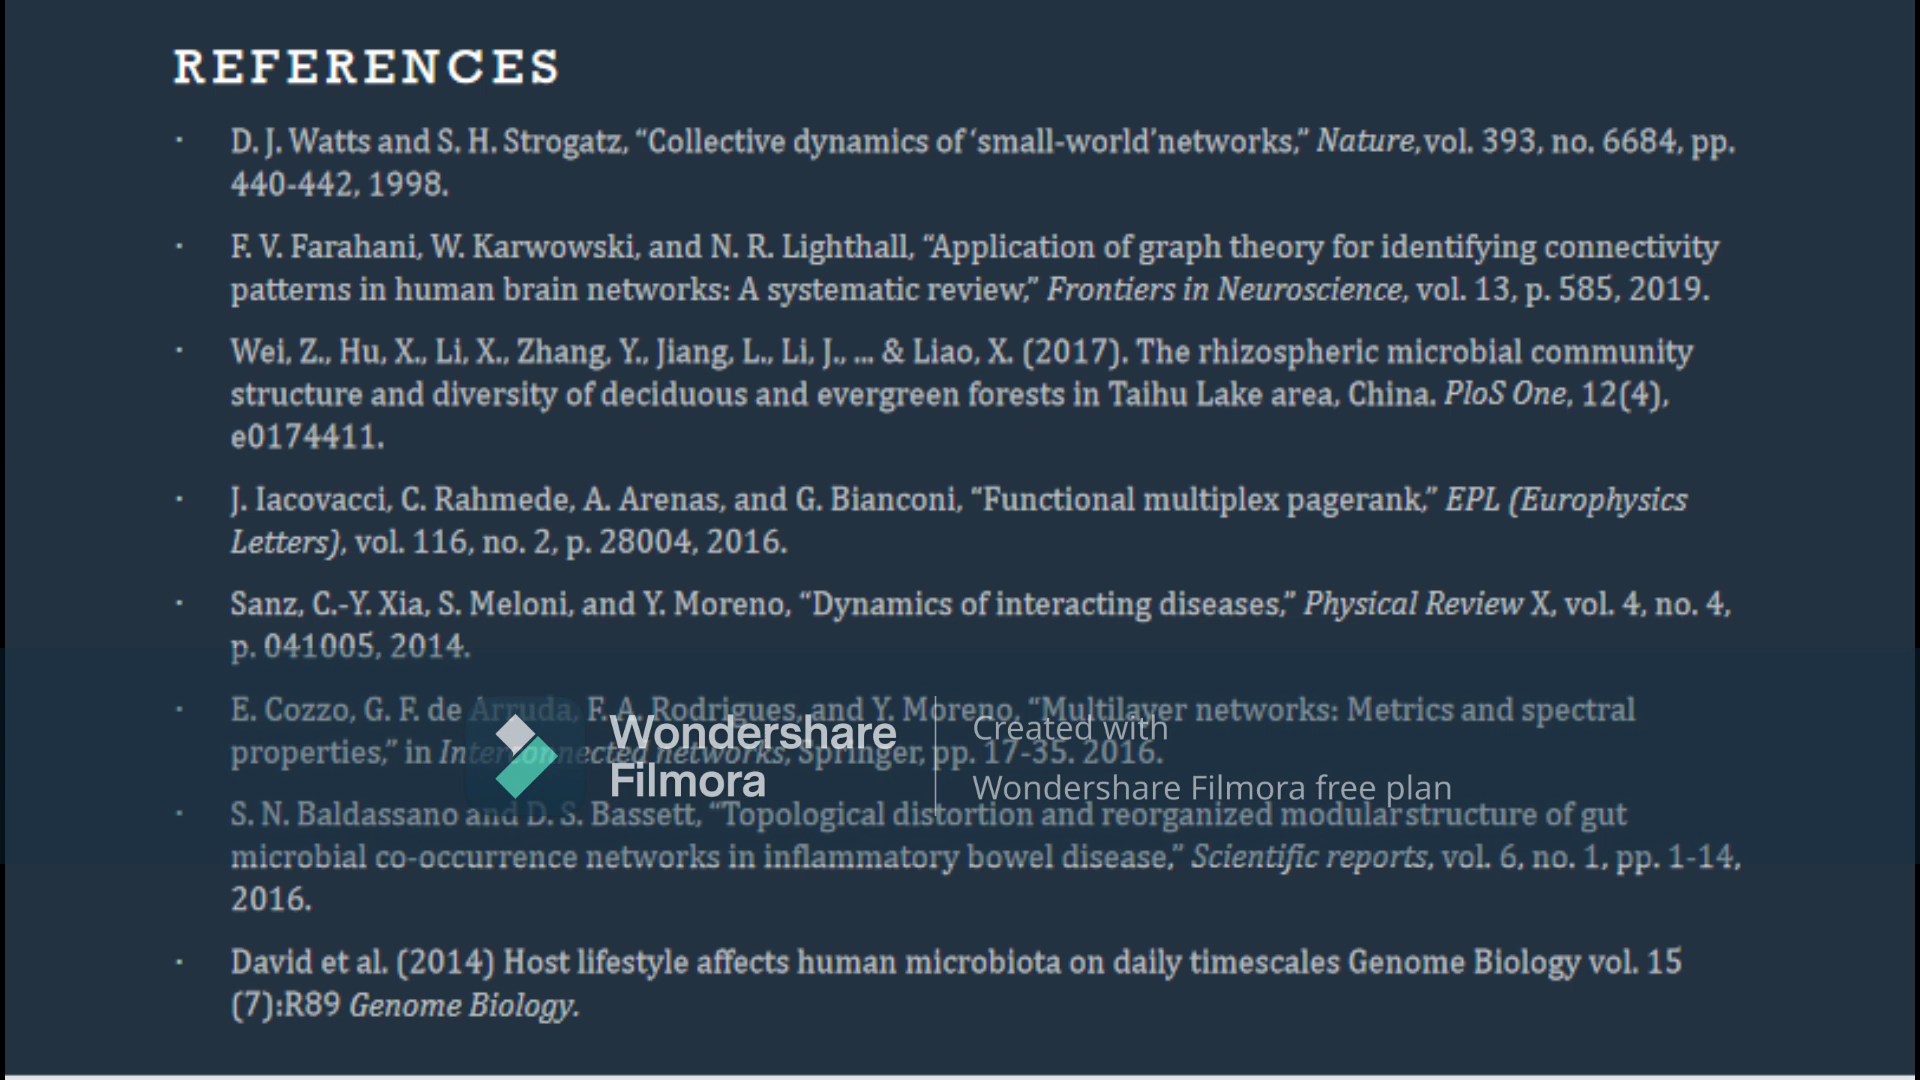 REFERENCES
· D. J. Watts and S. H. Strogatz, “Collective dynamics of ‘small-world’networks,” Nature,vol. 393, no. 6684, pp.
440-442, 1998.
· F. V. Farahani, W. Karwowski, and N. R. Lighthall, “Application of graph theory for identifying connectivity
patterns in human brain networks: A systematic review,” Frontiers in Neuroscience, vol. 13, p. 585, 2019.
· Wei, Z., Hu, X., Li, X., Zhang, Y., Jiang, L., Li, J., ... & Liao, X. (2017). The rhizospheric microbial community
structure and diversity of deciduous and evergreen forests in Taihu Lake area, China. PloS One, 12(4),
e0174411.
· J. Iacovacci, C. Rahmede, A. Arenas, and G. Bianconi, “Functional multiplex pagerank,” EPL (Europhysics
Letters), vol. 116, no. 2, p. 28004, 2016.
· Sanz, C.-Y. Xia, S. Meloni, and Y. Moreno, “Dynamics of interacting diseases,” Physical Review X, vol. 4, no. 4,
p. 041005, 2014.
· E. Cozzo, G. F. de Arruda, F. A. Rodrigues, and Y. Moreno, “Multilayer networks: Metrics and spectral
properties,” in Interconnected networks, Springer, pp. 17-35. 2016.
· S. N. Baldassano and D. S. Bassett, “Topological distortion and reorganized modular structure of gut
microbial co-occurrence networks in inflammatory bowel disease,” Scientific reports, vol. 6, no. 1, pp. 1-14,
2016.
· David et al. (2014) Host lifestyle affects human microbiota on daily timescales Genome Biology vol. 15
(7):R89 Genome Biology.
Wondershare
Filmora
Created with
Wondershare Filmora free plan